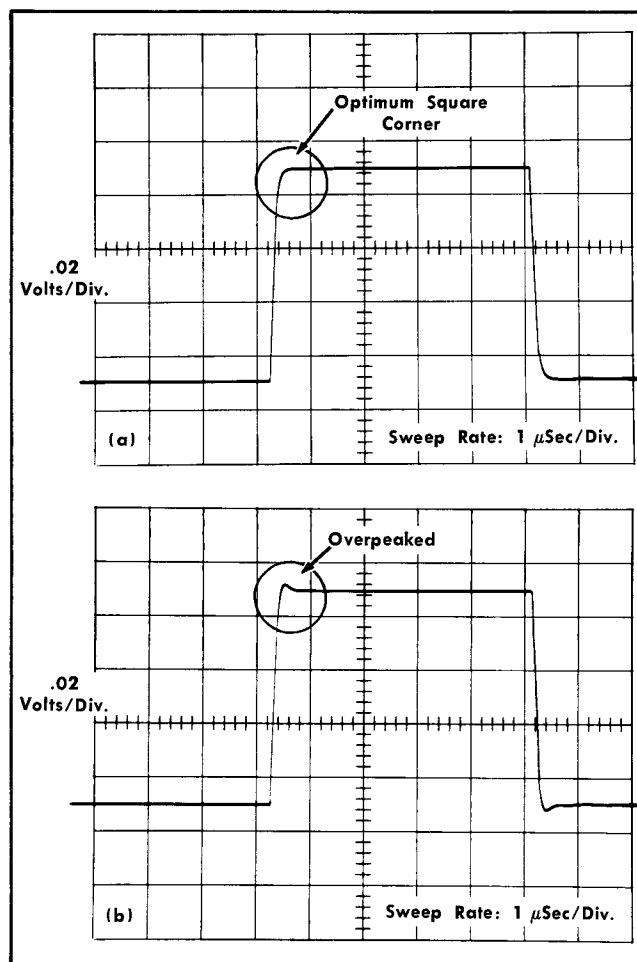 Optimum Square
Corner
.02
Volts/Div.
(a)
Sweep Rate: 1 µSec/Div.
Overpeaked
.02
Volts/Div.
(b)
Sweep Rate: 1 µSec/Div.